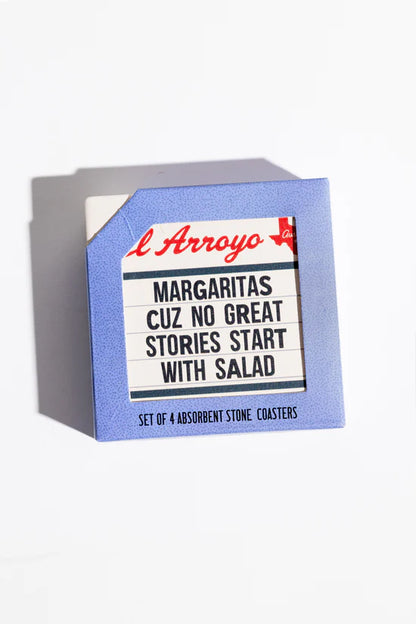 l Arroyo
MARGARITAS
CUZ NO GREAT
STORIES START
WITH SALAD
SET OF 4 ABSORBENT STONE COASTERS